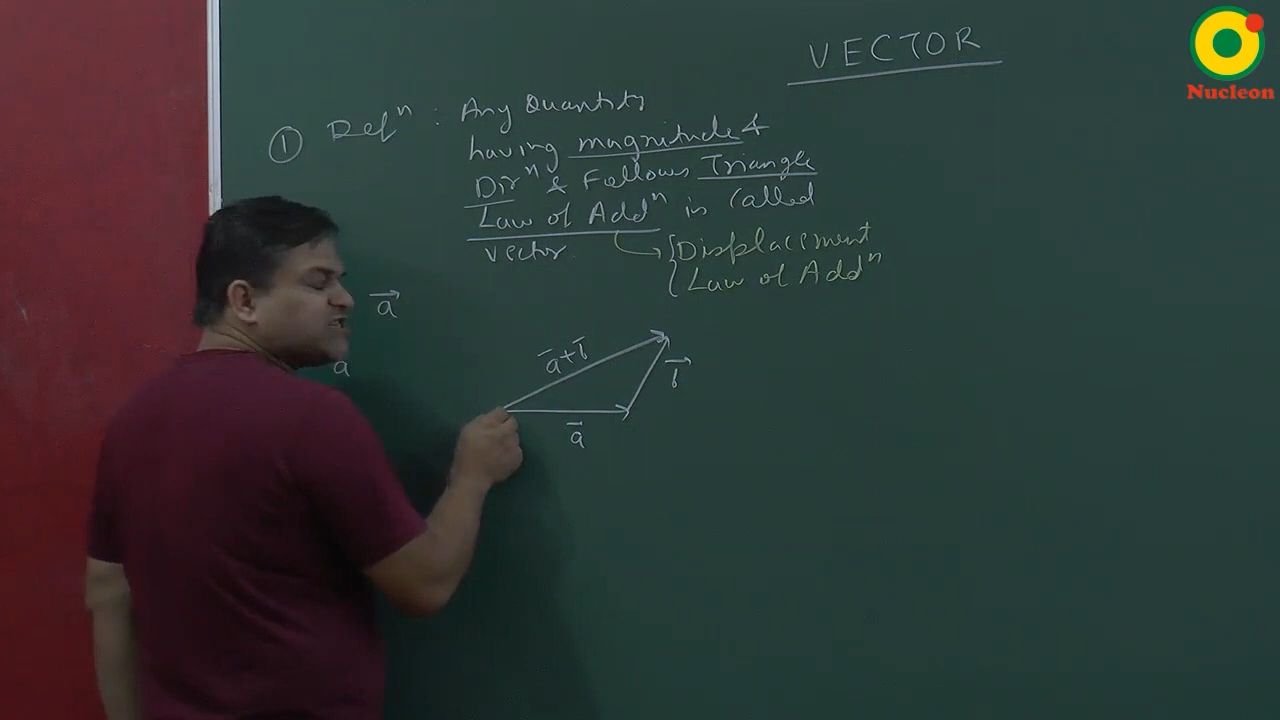 VECTOR
Nucleon
① Defⁿ : Any Quantity
having magnitude &
Dirⁿ & Follows Triangle
Law of Addⁿ is called
vector
Displacement
Law of Addⁿ
a⃗
a
a̅+b̅
b⃗
a̅